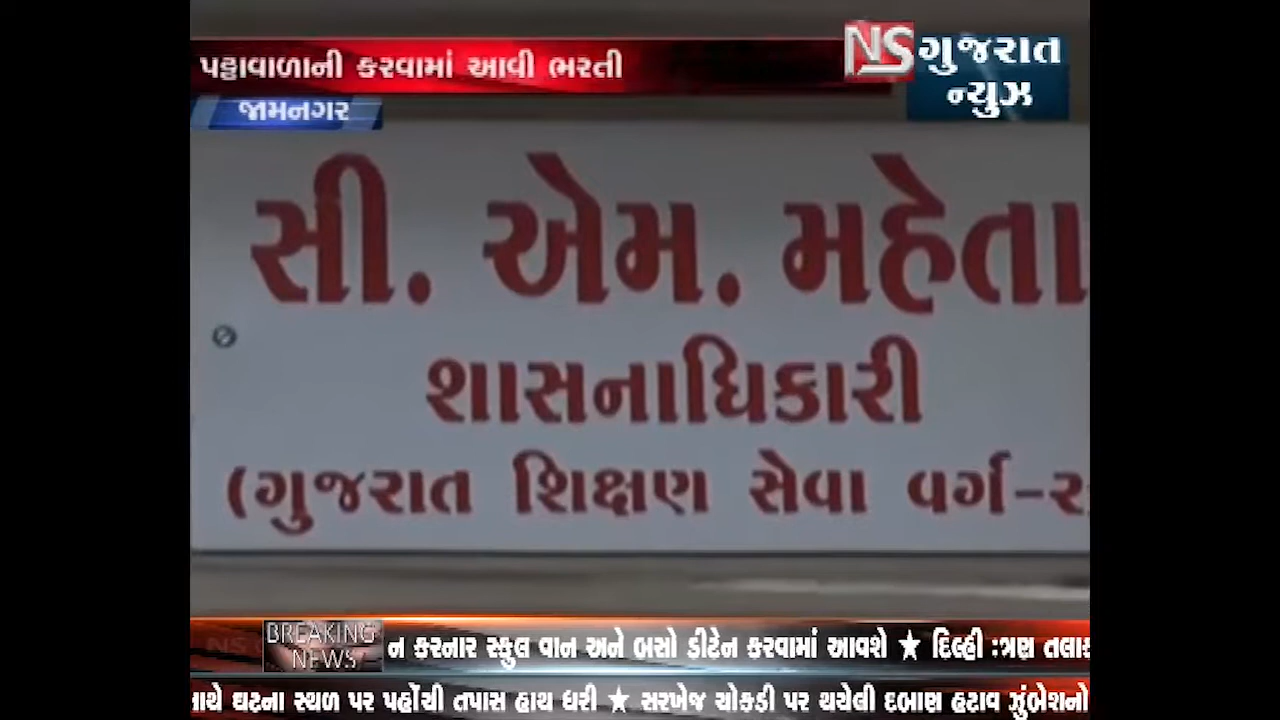 પટ્ટાવાળાની કરવામાં આવી ભરતી
NS ગુજરાત
ન્યુઝ
જામનગર
સી. એમ. મહેતા
શાસનાધિકારી
(ગુજરાત શિક્ષણ સેવા વર્ગ-ર
BREAKING
NEWS
ન કરનાર સ્કુલ વાન અને બસો ડીટેન કરવામાં આવશે ★ દિલ્હી :ત્રણ તલાક
ઘટના સ્થળ પર પહોંચી તપાસ હાથ ધરી ★ સરખેજ ચોકડી પર થયેલી દબાણ હટાવ ઝુંબેશનો